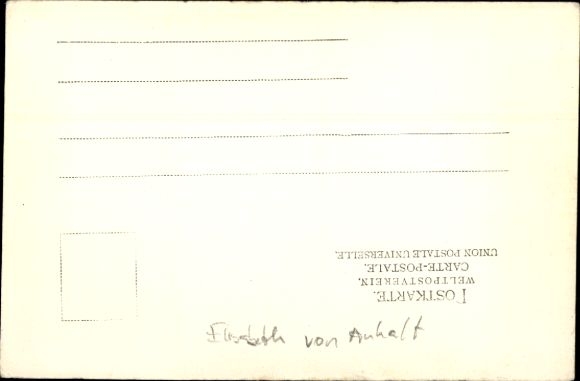 POSTKARTE.
WELTPOSTVEREIN.
CARTE-POSTALE.
UNION POSTALE UNIVERSELLE.
Elisabeth von Anhalt